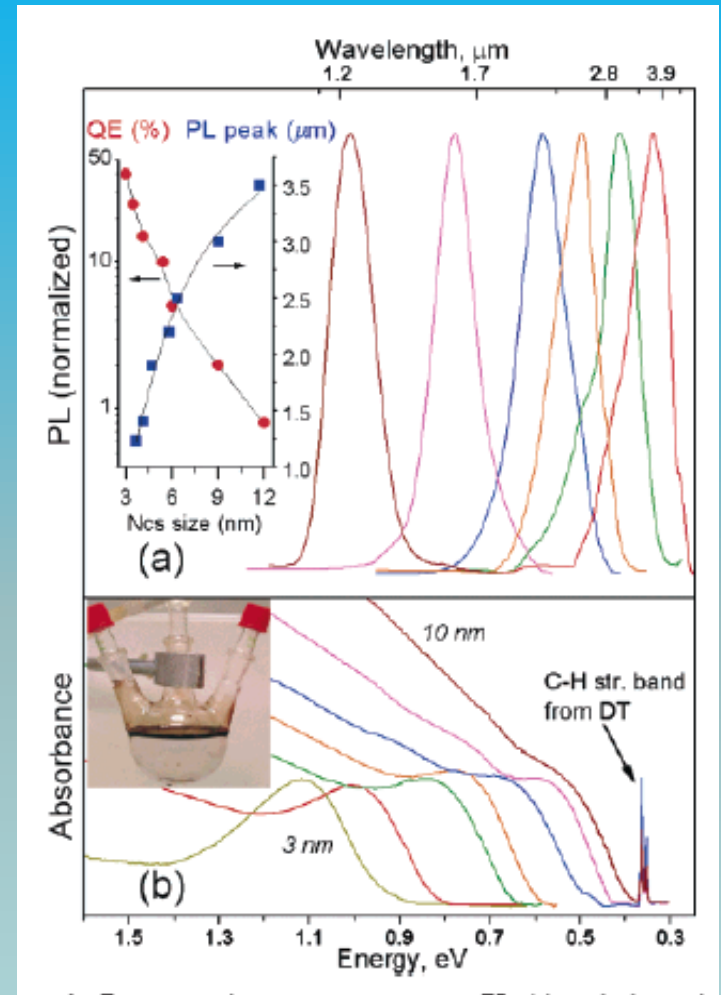 Wavelength, μm
1.2 1.7 2.8 3.9
QE (%) PL peak (μm)
50
10
1
3.5
3.0
2.5
2.0
1.5
1.0
3 6 9 12
Ncs size (nm)
PL (normalized)
(a)
10 nm
C-H str. band
from DT
Absorbance
3 nm
(b)
1.5 1.3 1.1 0.9 0.7 0.5 0.3
Energy, eV